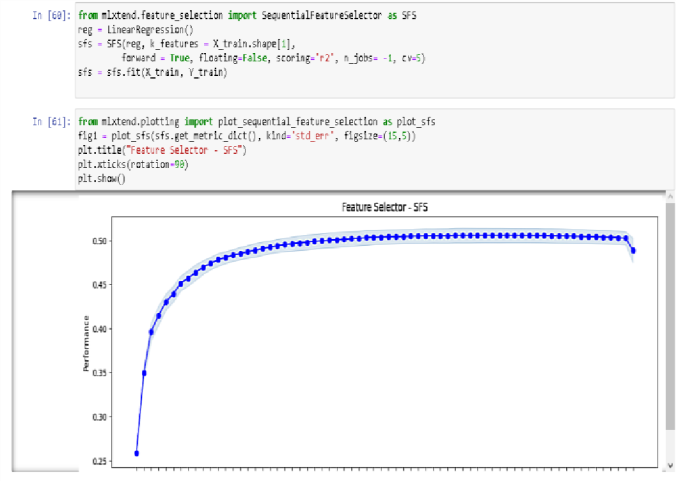 In [60]: from mlxtend.feature_selection import SequentialFeatureSelector as SFS
reg = LinearRegression()
sfs = SFS(reg, k_features = X_train.shape[1],
forward = True, floating=False, scoring='r2', n_jobs= -1, cv=5)
sfs = sfs.fit(X_train, Y_train)
In [61]: from mlxtend.plotting import plot_sequential_feature_selection as plot_sfs
fig1 = plot_sfs(sfs.get_metric_dict(), kind='std_err', figsize=(15,5))
plt.title("Feature Selector - SFS")
plt.xticks(rotation=90)
plt.show()
Feature Selector - SFS
0.50
0.45
0.40
Performance
0.35
0.30
0.25